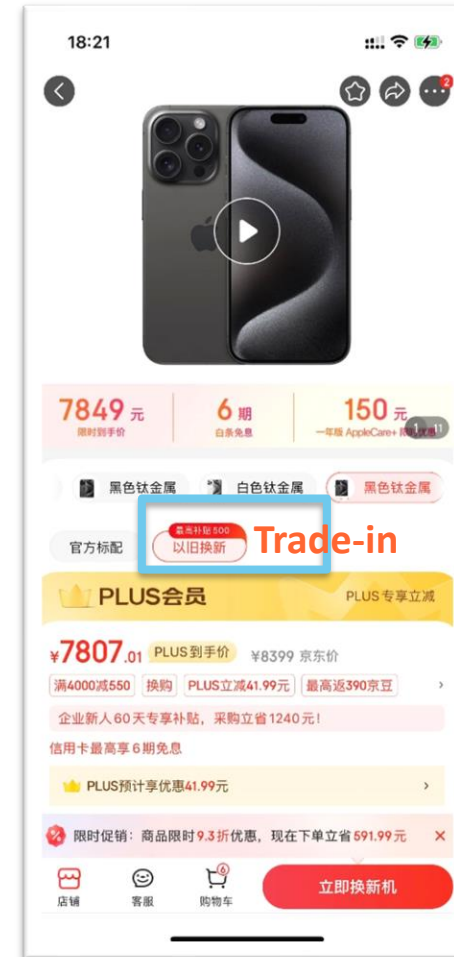 18:21
2
7849 元
限时到手价
6 期
白条免息
150 元
一年版 AppleCare+
1 11
黑色钛金属
白色钛金属
黑色钛金属
官方标配
最高补贴500
以旧换新
Trade-in
PLUS会员
PLUS专享立减
¥7807.01 PLUS到手价 ¥8399 京东价
满4000减550 换购 PLUS立减41.99元 最高返390京豆 >
企业新人60天专享补贴，采购立省1240元！
信用卡最高享6期免息
PLUS预计享优惠41.99元 >
限时促销：商品限时9.3折优惠，现在下单立省591.99元 ×
店铺
客服
6
购物车
立即换新机